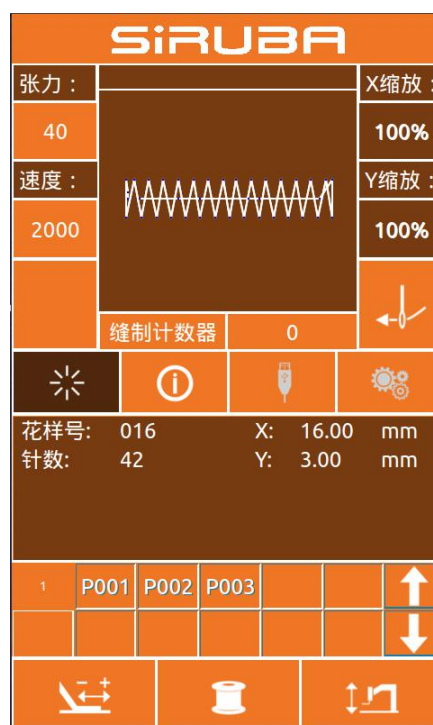 SiRUBA
张力：
X缩放：
40
100%
速度：
Y缩放：
2000
100%
缝制计数器 0
花样号: 016 X: 16.00 mm
针数: 42 Y: 3.00 mm
1 P001 P002 P003